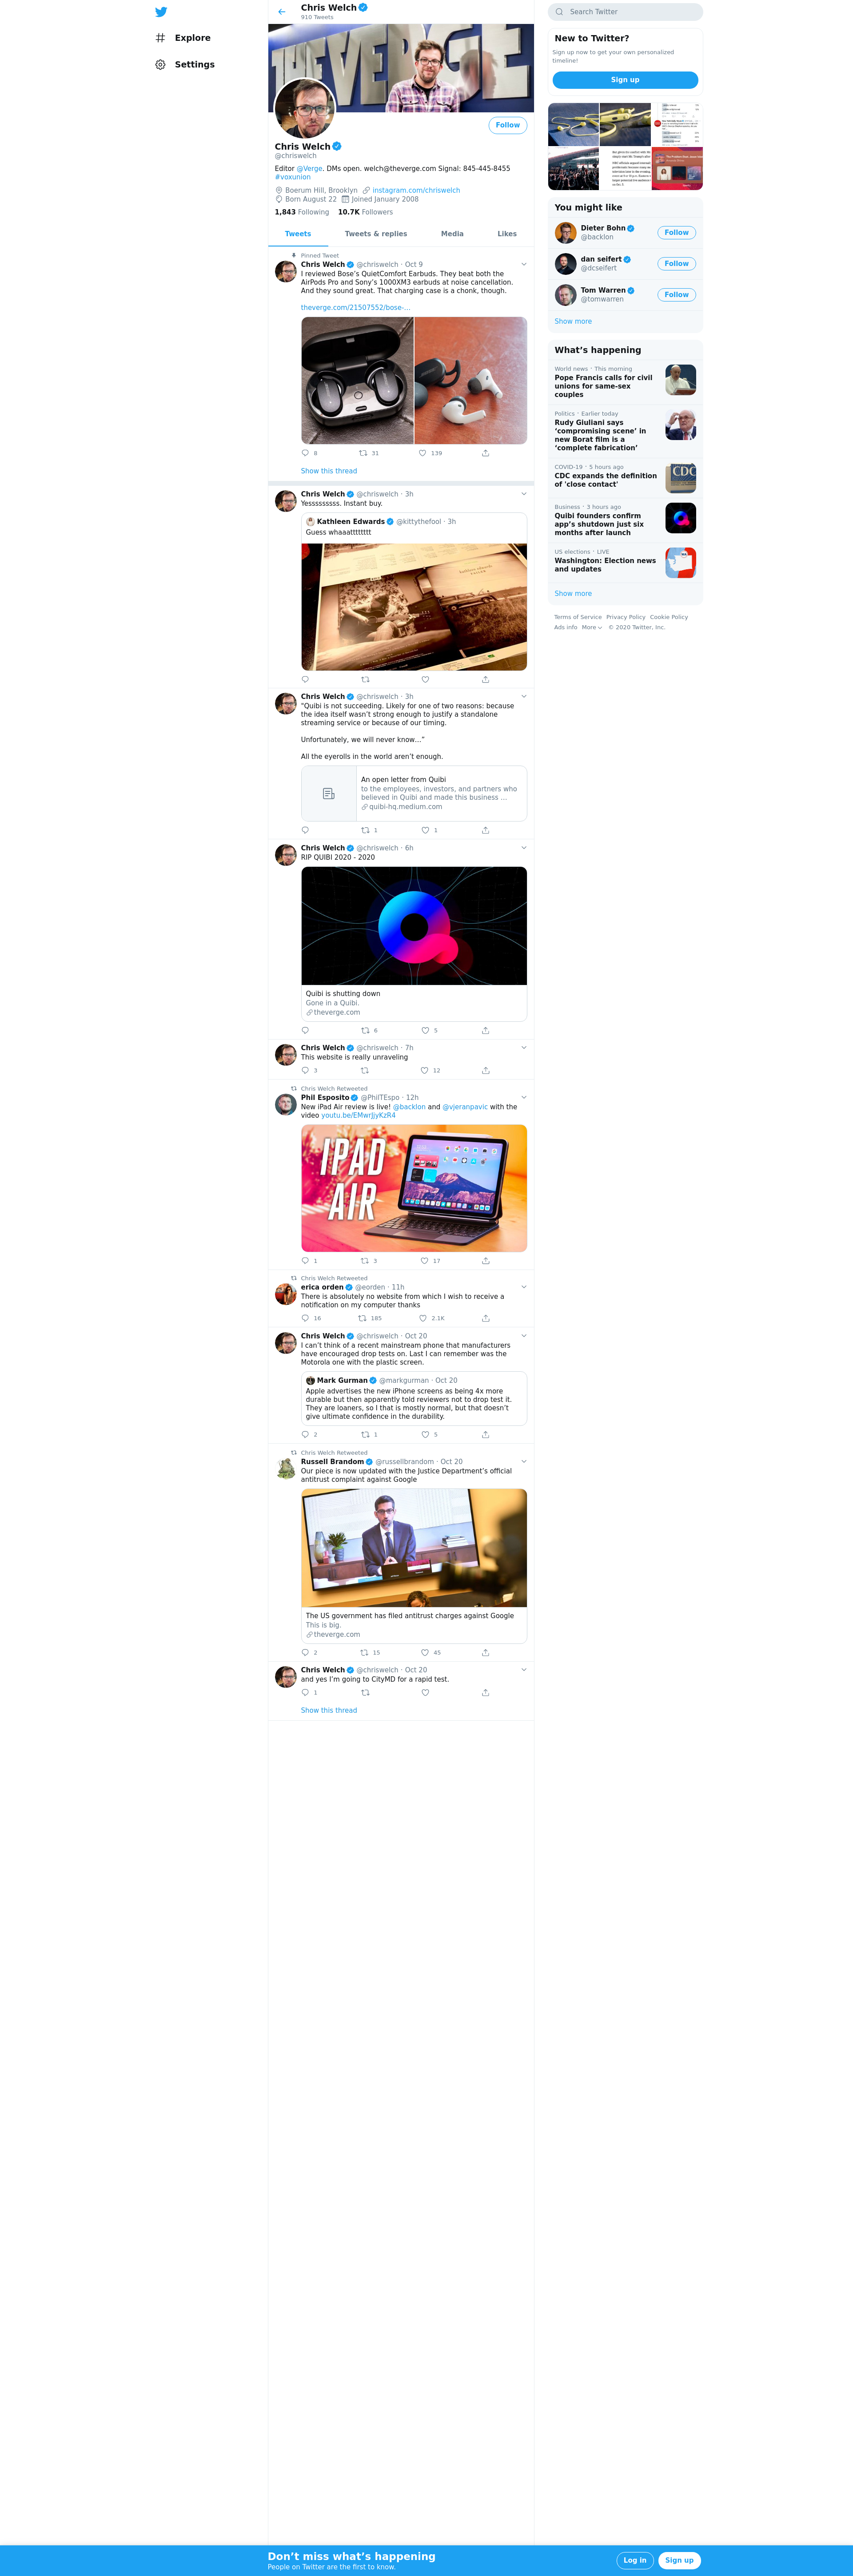 Explore
Settings
Chris Welch
910 Tweets
THE VERGE
Follow
Chris Welch
@chriswelch
Editor @Verge. DMs open. welch@theverge.com Signal: 845-445-8455
#voxunion
Boerum Hill, Brooklyn instagram.com/chriswelch
Born August 22 Joined January 2008
1,843 Following 10.7K Followers
Tweets Tweets & replies Media Likes
Pinned Tweet
Chris Welch @chriswelch · Oct 9
I reviewed Bose's QuietComfort Earbuds. They beat both the
AirPods Pro and Sony's 1000XM3 earbuds at noise cancellation.
And they sound great. That charging case is a chonk, though.
theverge.com/21507552/bose-…
8 31 139
Show this thread
Chris Welch @chriswelch · 3h
Yesssssssss. Instant buy.
Kathleen Edwards @kittythefool · 3h
Guess whaaatttttttt
Chris Welch @chriswelch · 3h
"Quibi is not succeeding. Likely for one of two reasons: because
the idea itself wasn't strong enough to justify a standalone
streaming service or because of our timing.
Unfortunately, we will never know…"
All the eyerolls in the world aren't enough.
An open letter from Quibi
to the employees, investors, and partners who
believed in Quibi and made this business …
quibi-hq.medium.com
1 1
Chris Welch @chriswelch · 6h
RIP QUIBI 2020 - 2020
Quibi is shutting down
Gone in a Quibi.
theverge.com
6 5
Chris Welch @chriswelch · 7h
This website is really unraveling
3 12
Chris Welch Retweeted
Phil Esposito @PhilTEspo · 12h
New iPad Air review is live! @backlon and @vjeranpavic with the
video youtu.be/EMwrJjyKzR4
IPAD
AIR
1 3 17
Chris Welch Retweeted
erica orden @eorden · 11h
There is absolutely no website from which I wish to receive a
notification on my computer thanks
16 185 2.1K
Chris Welch @chriswelch · Oct 20
I can't think of a recent mainstream phone that manufacturers
have encouraged drop tests on. Last I can remember was the
Motorola one with the plastic screen.
Mark Gurman @markgurman · Oct 20
Apple advertises the new iPhone screens as being 4x more
durable but then apparently told reviewers not to drop test it.
They are loaners, so I that is mostly normal, but that doesn't
give ultimate confidence in the durability.
2 1 5
Chris Welch Retweeted
Russell Brandom @russellbrandom · Oct 20
Our piece is now updated with the Justice Department's official
antitrust complaint against Google
The US government has filed antitrust charges against Google
This is big.
theverge.com
2 15 45
Chris Welch @chriswelch · Oct 20
and yes I'm going to CityMD for a rapid test.
1
Show this thread
Search Twitter
New to Twitter?
Sign up now to get your own personalized
timeline!
Sign up
You might like
Dieter Bohn
@backlon
Follow
dan seifert
@dcseifert
Follow
Tom Warren
@tomwarren
Follow
Show more
What's happening
World news · This morning
Pope Francis calls for civil
unions for same-sex
couples
Politics · Earlier today
Rudy Giuliani says
'compromising scene' in
new Borat film is a
'complete fabrication'
COVID-19 · 5 hours ago
CDC expands the definition
of 'close contact'
CDC
Business · 3 hours ago
Quibi founders confirm
app's shutdown just six
months after launch
US elections · LIVE
Washington: Election news
and updates
Show more
Terms of Service Privacy Policy Cookie Policy
Ads info More © 2020 Twitter, Inc.
Don't miss what's happening
People on Twitter are the first to know.
Log in Sign up